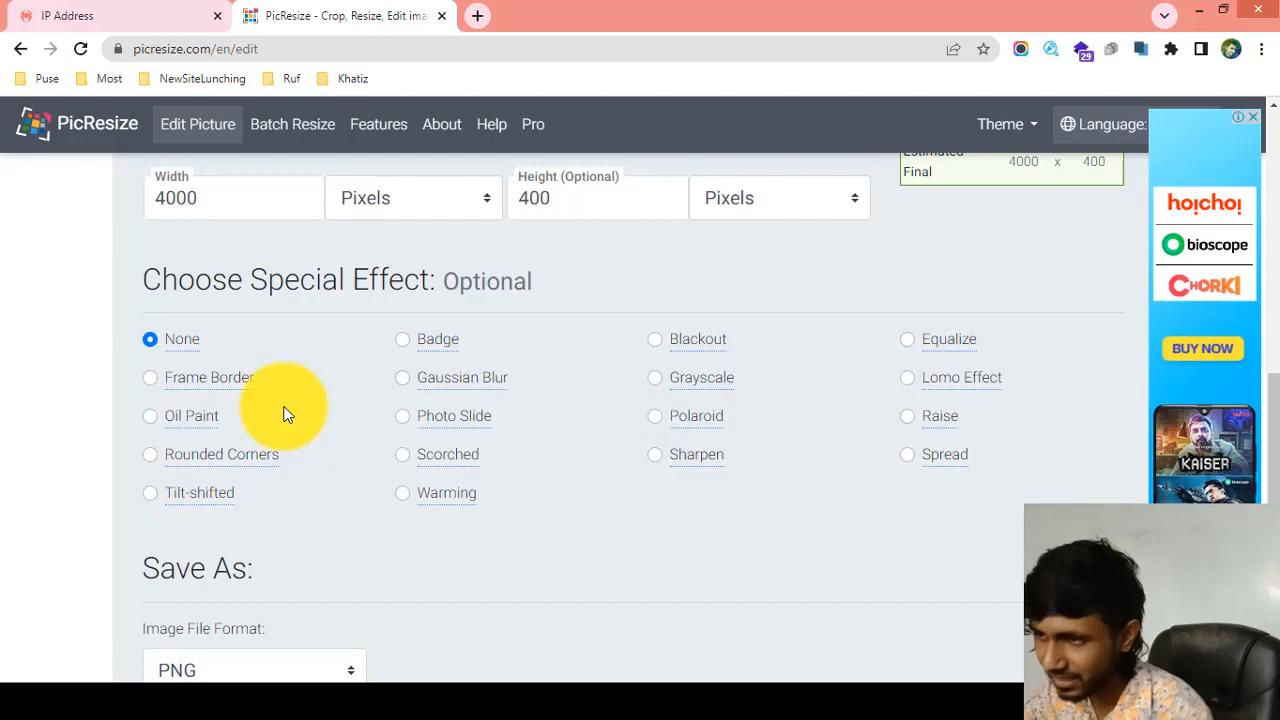 IP Address
PicResize - Crop, Resize, Edit ima
picresize.com/en/edit
29
Puse
Most
NewSiteLunching
Ruf
Khatiz
PicResize
Edit Picture
Batch Resize
Features
About
Help
Pro
Theme
Language:
Width
4000
Pixels
Height (Optional)
400
Pixels
Estimated
Final
4000 x 400
Choose Special Effect: Optional
None
Badge
Blackout
Equalize
Frame Border
Gaussian Blur
Grayscale
Lomo Effect
Oil Paint
Photo Slide
Polaroid
Raise
Rounded Corners
Scorched
Sharpen
Spread
Tilt-shifted
Warming
Save As:
Image File Format:
PNG
hoichoi
bioscope
CHORKI
BUY NOW
KAISER